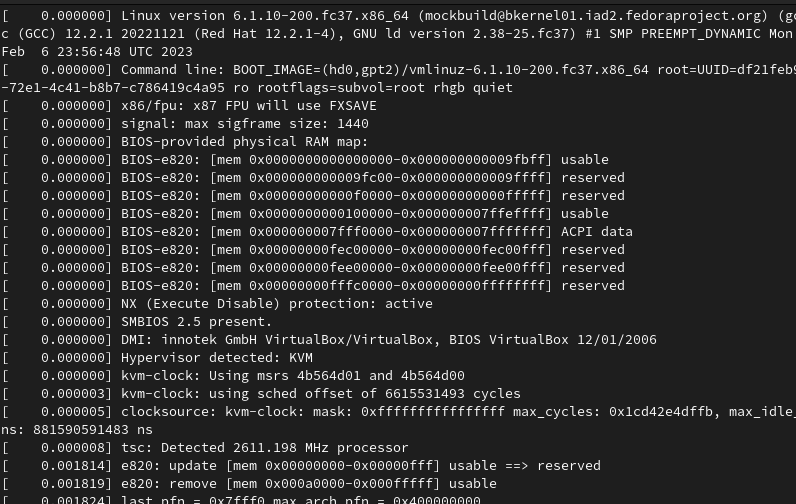 [    0.000000] Linux version 6.1.10-200.fc37.x86_64 (mockbuild@bkernel01.iad2.fedoraproject.org) (gc
c (GCC) 12.2.1 20221121 (Red Hat 12.2.1-4), GNU ld version 2.38-25.fc37) #1 SMP PREEMPT_DYNAMIC Mon
Feb  6 23:56:48 UTC 2023
[    0.000000] Command line: BOOT_IMAGE=(hd0,gpt2)/vmlinuz-6.1.10-200.fc37.x86_64 root=UUID=df21feb9
-72e1-4c41-b8b7-c786419c4a95 ro rootflags=subvol=root rhgb quiet
[    0.000000] x86/fpu: x87 FPU will use FXSAVE
[    0.000000] signal: max sigframe size: 1440
[    0.000000] BIOS-provided physical RAM map:
[    0.000000] BIOS-e820: [mem 0x0000000000000000-0x000000000009fbff] usable
[    0.000000] BIOS-e820: [mem 0x000000000009fc00-0x000000000009ffff] reserved
[    0.000000] BIOS-e820: [mem 0x00000000000f0000-0x00000000000fffff] reserved
[    0.000000] BIOS-e820: [mem 0x0000000000100000-0x000000007ffeffff] usable
[    0.000000] BIOS-e820: [mem 0x000000007fff0000-0x000000007fffffff] ACPI data
[    0.000000] BIOS-e820: [mem 0x00000000fec00000-0x00000000fec00fff] reserved
[    0.000000] BIOS-e820: [mem 0x00000000fee00000-0x00000000fee00fff] reserved
[    0.000000] BIOS-e820: [mem 0x00000000fffc0000-0x00000000ffffffff] reserved
[    0.000000] NX (Execute Disable) protection: active
[    0.000000] SMBIOS 2.5 present.
[    0.000000] DMI: innotek GmbH VirtualBox/VirtualBox, BIOS VirtualBox 12/01/2006
[    0.000000] Hypervisor detected: KVM
[    0.000000] kvm-clock: Using msrs 4b564d01 and 4b564d00
[    0.000003] kvm-clock: using sched offset of 6615531493 cycles
[    0.000005] clocksource: kvm-clock: mask: 0xffffffffffffffff max_cycles: 0x1cd42e4dffb, max_idle_
ns: 881590591483 ns
[    0.000008] tsc: Detected 2611.198 MHz processor
[    0.001814] e820: update [mem 0x00000000-0x00000fff] usable ==> reserved
[    0.001819] e820: remove [mem 0x000a0000-0x000fffff] usable
[    0.001824] last_pfn = 0x7fff0 max_arch_pfn = 0x400000000